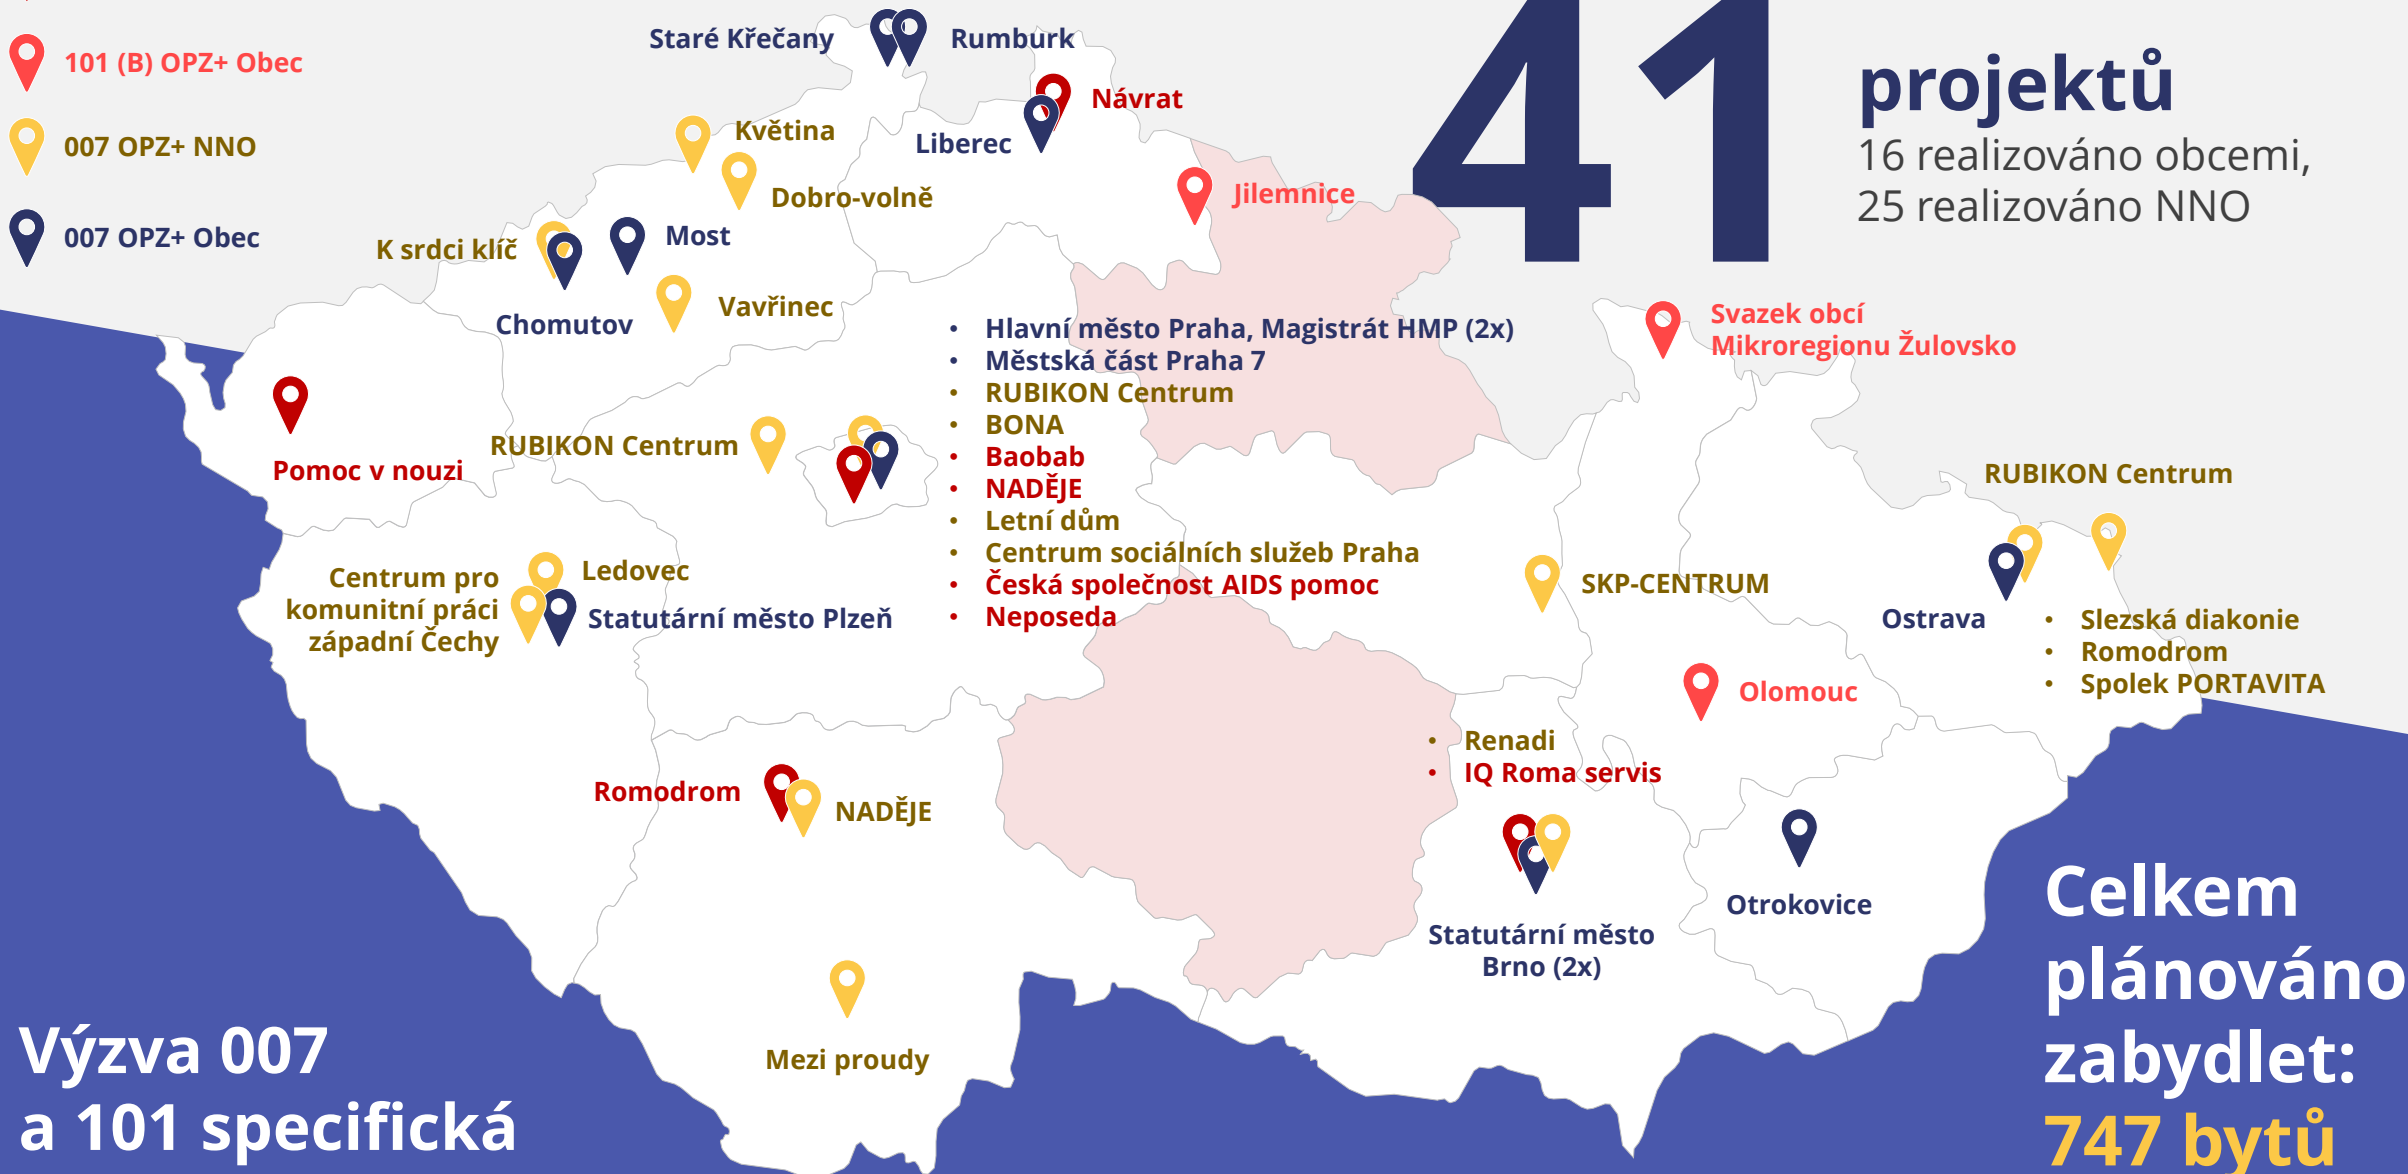 101 (B) OPZ+ Obec
007 OPZ+ NNO
007 OPZ+ Obec
41
projektů
16 realizováno obcemi,
25 realizováno NNO
Staré Křečany
Rumburk
Návrat
Liberec
Květina
Dobro-volně
Jilemnice
K srdci klíč
Most
Chomutov
Vavřinec
Svazek obcí
Mikroregionu Žulovsko
• Hlavní město Praha, Magistrát HMP (2x)
• Městská část Praha 7
• RUBIKON Centrum
• BONA
• Baobab
• NADĚJE
• Letní dům
• Centrum sociálních služeb Praha
• Česká společnost AIDS pomoc
• Neposeda
Pomoc v nouzi
RUBIKON Centrum
RUBIKON Centrum
Centrum pro
komunitní práci
západní Čechy
Ledovec
Statutární město Plzeň
SKP-CENTRUM
Ostrava
• Slezská diakonie
• Romodrom
• Spolek PORTAVITA
Olomouc
• Renadi
• IQ Roma servis
Romodrom
NADĚJE
Statutární město
Brno (2x)
Otrokovice
Mezi proudy
Výzva 007
a 101 specifická
Celkem
plánováno
zabydlet:
747 bytů